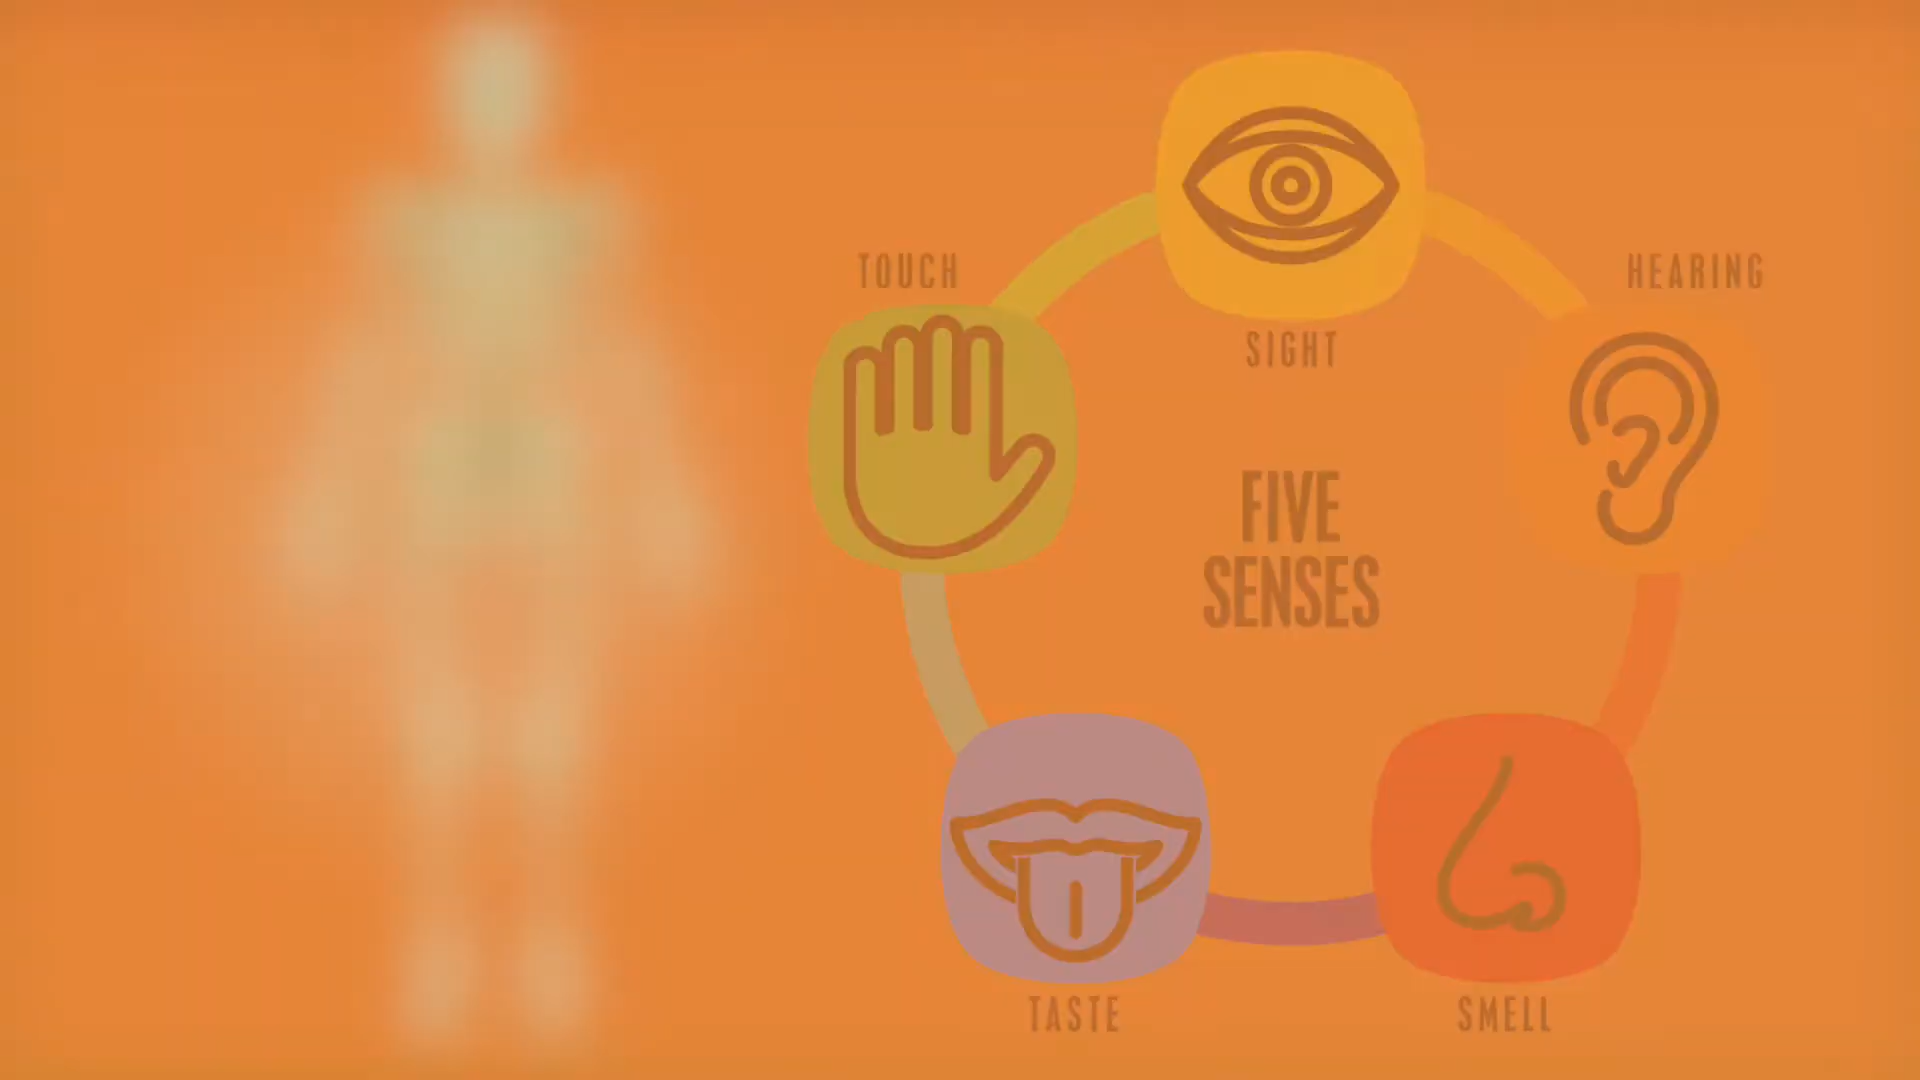 TOUCH
SIGHT
HEARING
FIVE
SENSES
TASTE
SMELL